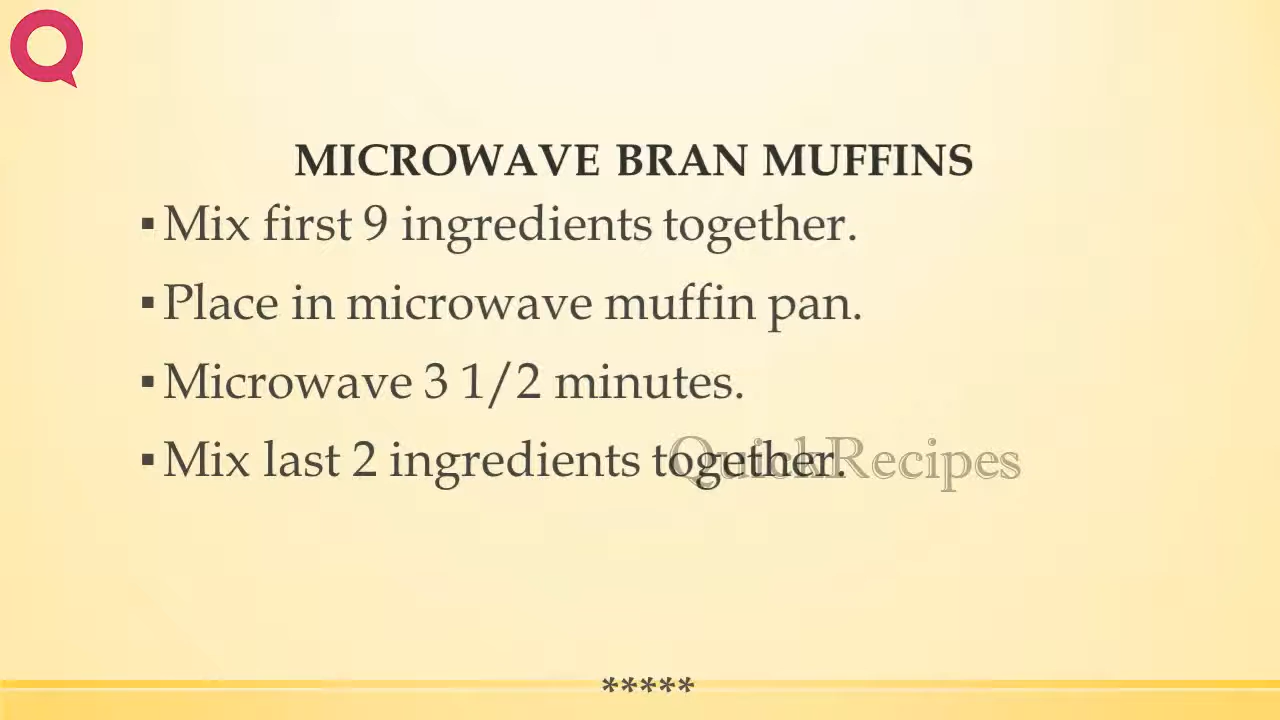 MICROWAVE BRAN MUFFINS
▪ Mix first 9 ingredients together.
▪ Place in microwave muffin pan.
▪ Microwave 3 1/2 minutes.
▪ Mix last 2 ingredients together.
QuickRecipes
*****